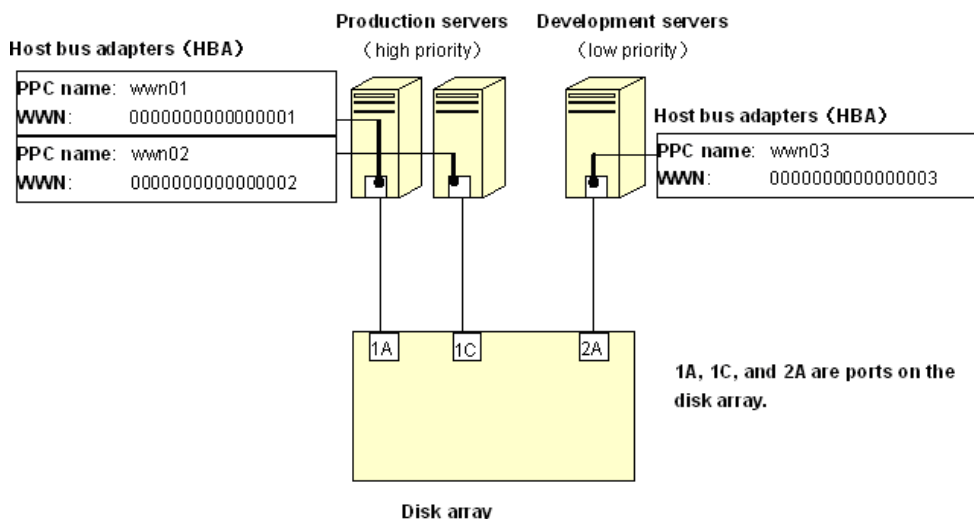 Production servers
(high priority)
Development servers
(low priority)
Host bus adapters (HBA)
PPC name: wwn01
WWN: 0000000000000001
PPC name: wwn02
WWN: 0000000000000002
Host bus adapters (HBA)
PPC name: wwn03
WWN: 0000000000000003
1A
1C
2A
1A, 1C, and 2A are ports on the
disk array.
Disk array